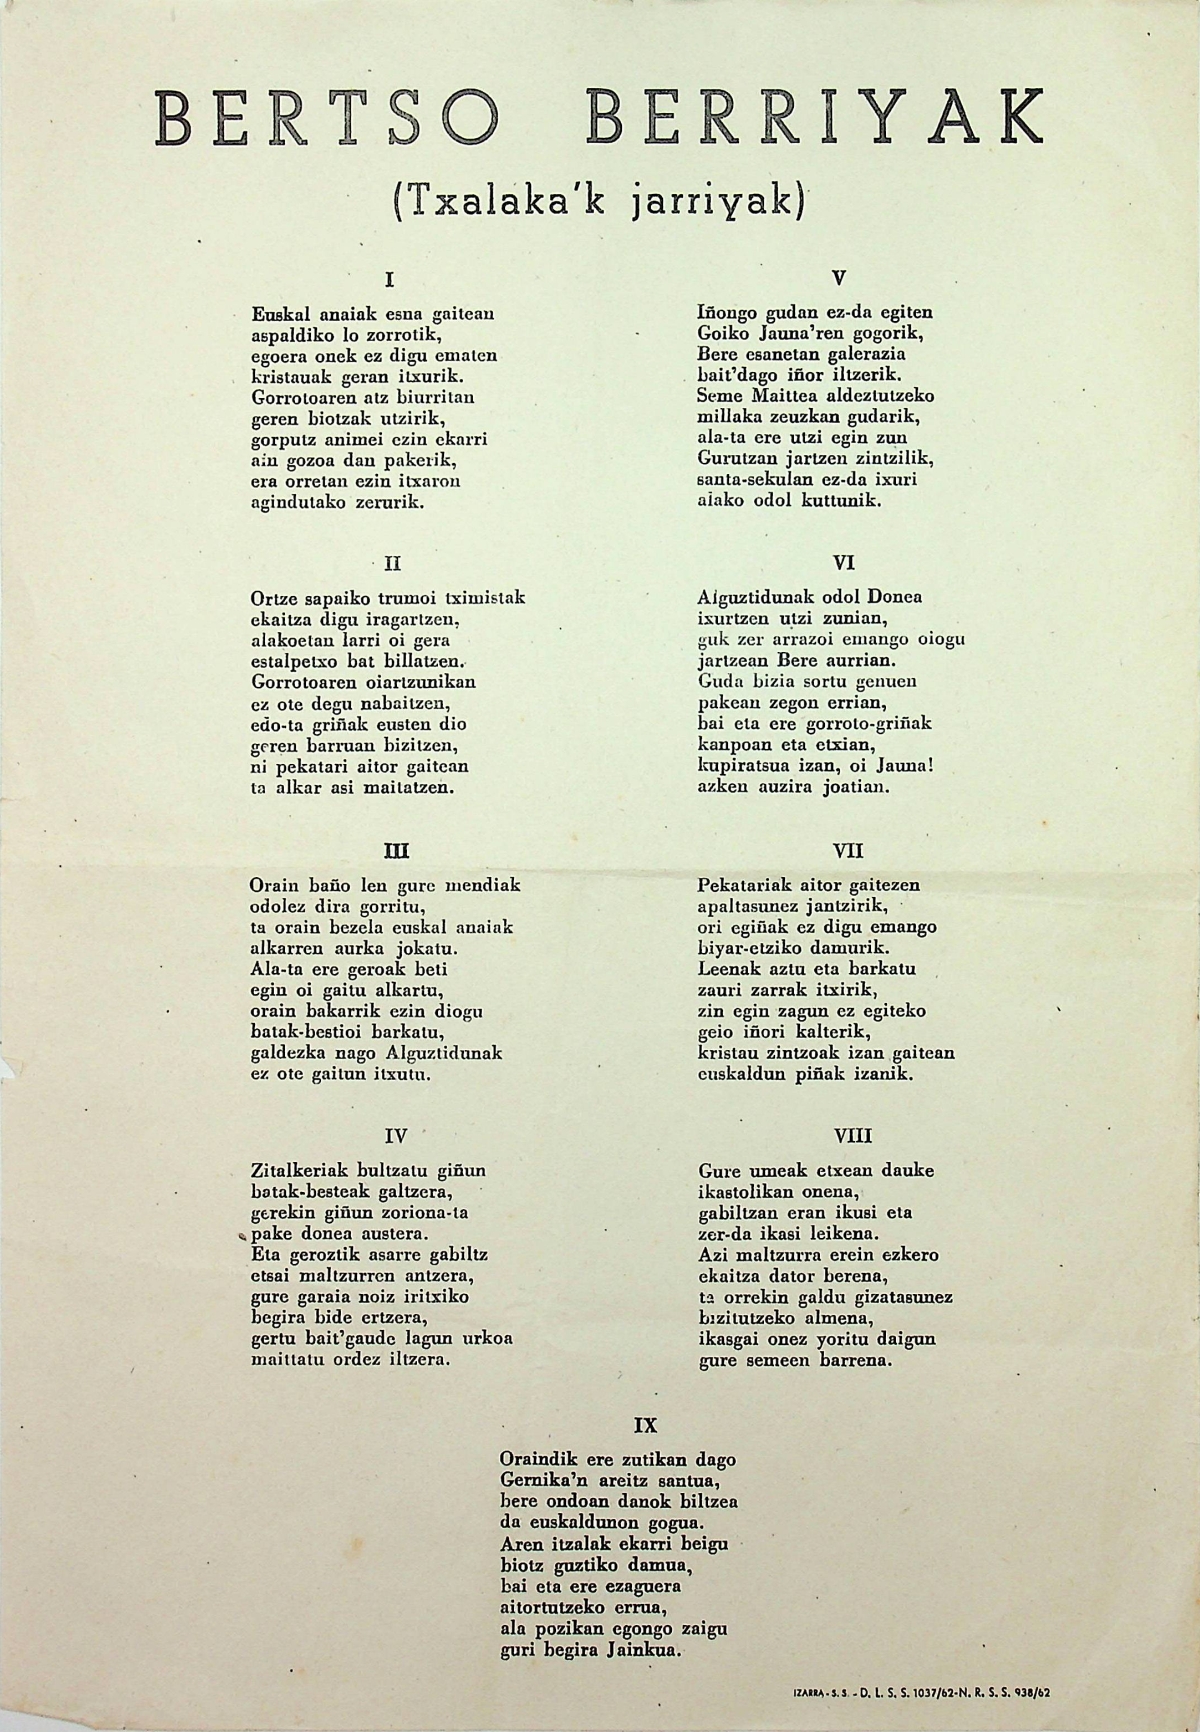 BERTSO BERRIYAK
(Txalaka'k jarriyak)
I
Euskal anaiak esna gaitean
aspaldiko lo zorrotik,
egoera onek ez digu ematen
kristauak geran itxurik.
Gorrotoaren atz biurritan
geren biotzak utzirik,
gorputz animei ezin ekarri
ain gozoa dan pakerik,
era orretan ezin itxaron
agindutako zerurik.
II
Ortze sapaiko trumoi tximistak
ekaitza digu iragartzen,
alakoetan larri oi gera
estalpetxo bat billatzen.
Gorrotoaren oiartzunikan
ez ote degu nabaitzen,
edo-ta griñak eusten dio
geren barruan bizitzen,
ni pekatari aitor gaitean
ta alkar asi maitatzen.
III
Orain baño len gure mendiak
odolez dira gorritu,
ta orain bezela euskal anaiak
alkarren aurka jokatu.
Ala-ta ere geroak beti
egin oi gaitu alkartu,
orain bakarrik ezin diogu
batak-bestioi barkatu,
galdezka nago Alguztidunak
ez ote gaitun itxutu.
IV
Zitalkeriak bultzatu giñun
batak-besteak galtzera,
gerekin giñun zoriona-ta
pake donea austera.
Eta geroztik asarre gabiltz
etsai maltzurren antzera,
gure garaia noiz iritxiko
begira bide ertzera,
gertu bait'gaude lagun urkoa
maittatu ordez iltzera.
V
Iñongo gudan ez-da egiten
Goiko Jauna'ren gogorik,
Bere esanetan galerazia
bait'dago iñor iltzerik.
Seme Maittea aldeztutzeko
millaka zeuzkan gudarik,
ala-ta ere utzi egin zun
Gurutzan jartzen zintzilik,
santa-sekulan ez-da ixuri
alako odol kuttunik.
VI
Alguztidunak odol Donea
ixurtzen utzi zunian,
guk zer arrazoi emango oiogu
jartzean Bere aurrian.
Guda bizia sortu genuen
pakean zegon errian,
bai eta ere gorroto-griñak
kanpoan eta etxian,
kupiratsua izan, oi Jauna!
azken auzira joatian.
VII
Pekatariak aitor gaitezen
apaltasunez jantzirik,
ori egiñak ez digu emango
biyar-etziko damurik.
Leenak aztu eta barkatu
zauri zarrak itxirik,
zin egin zagun ez egiteko
geio iñori kalterik,
kristau zintzoak izan gaitean
euskaldun piñak izanik.
VIII
Gure umeak etxean dauke
ikastolikan onena,
gabiltzan eran ikusi eta
zer-da ikasi leikena.
Azi maltzurra erein ezkero
ekaitza dator berena,
ta orrekin galdu gizatasunez
bizitutzeko almena,
ikasgai onez yoritu daigun
gure semeen barrena.
IX
Oraindik ere zutikan dago
Gernika'n areitz santua,
bere ondoan danok biltzea
da euskaldunon gogua.
Aren itzalak ekarri beigu
biotz guztiko damua,
bai eta ere ezaguera
aitortutzeko errua,
ala pozikan egongo zaigu
guri begira Jainkua.
IZARRA - S. S. - D. L. S. S. 1037/62-N. R. S. S. 938/62